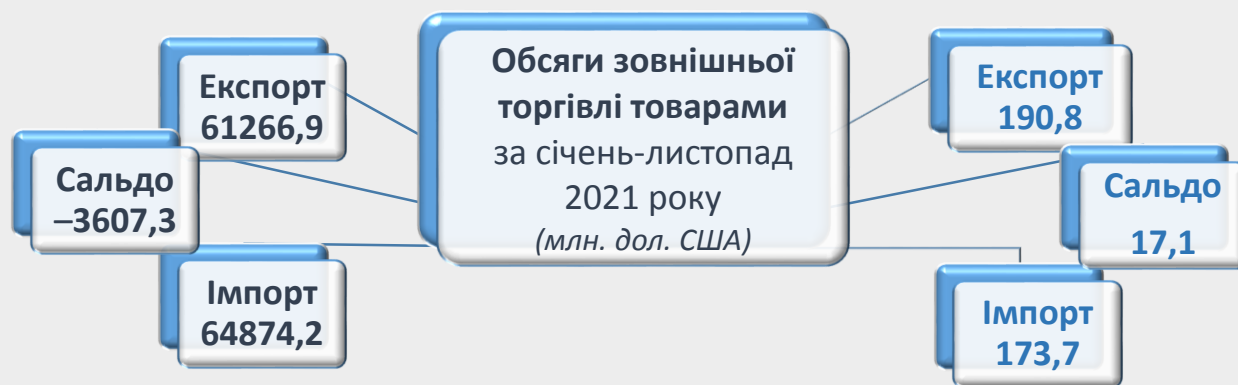 Обсяги зовнішньої
торгівлі товарами
за січень-листопад
2021 року
(млн. дол. США)
Експорт
61266,9
Сальдо
–3607,3
Імпорт
64874,2
Експорт
190,8
Сальдо
17,1
Імпорт
173,7